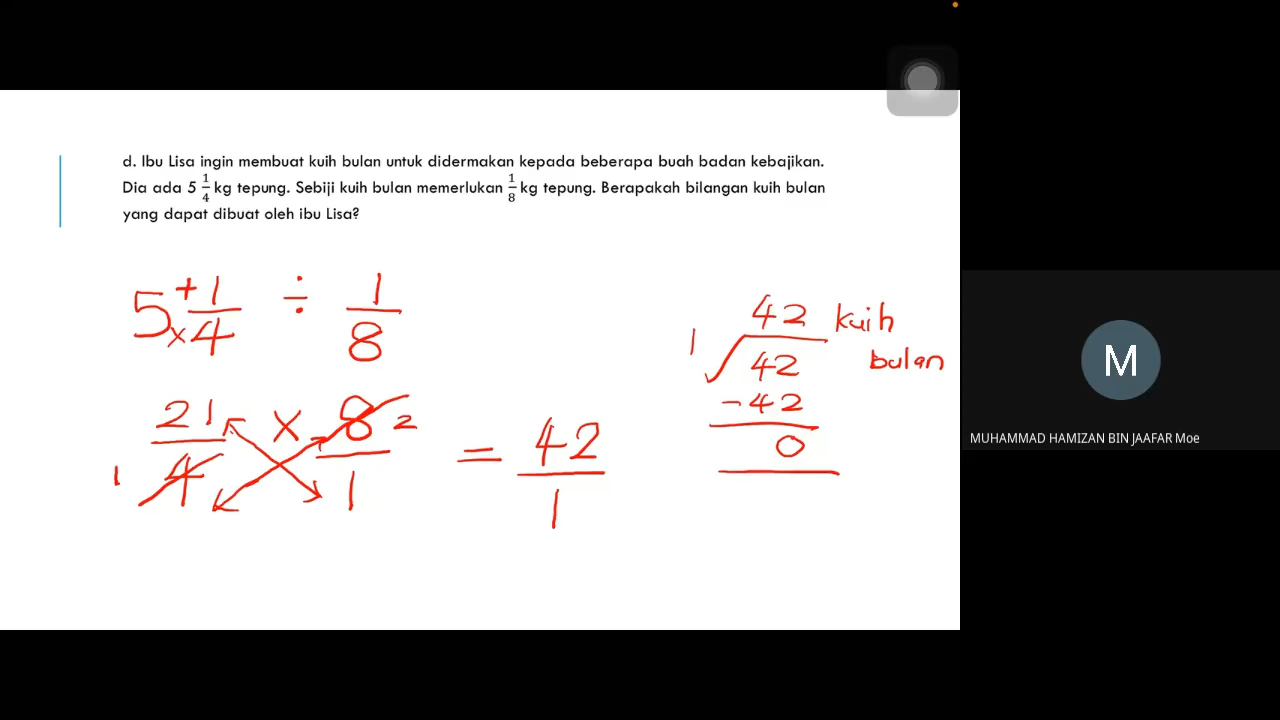 d. Ibu Lisa ingin membuat kuih bulan untuk didermakan kepada beberapa buah badan kebajikan.
Dia ada 5 1/4 kg tepung. Sebiji kuih bulan memerlukan 1/8 kg tepung. Berapakah bilangan kuih bulan
yang dapat dibuat oleh ibu Lisa?
5 + 1 ÷ 1
x 4 8
21 x 8 2 = 42
1 4 1 1
42 kuih
1 42 bulan
-42
0
M
MUHAMMAD HAMIZAN BIN JAAFAR Moe